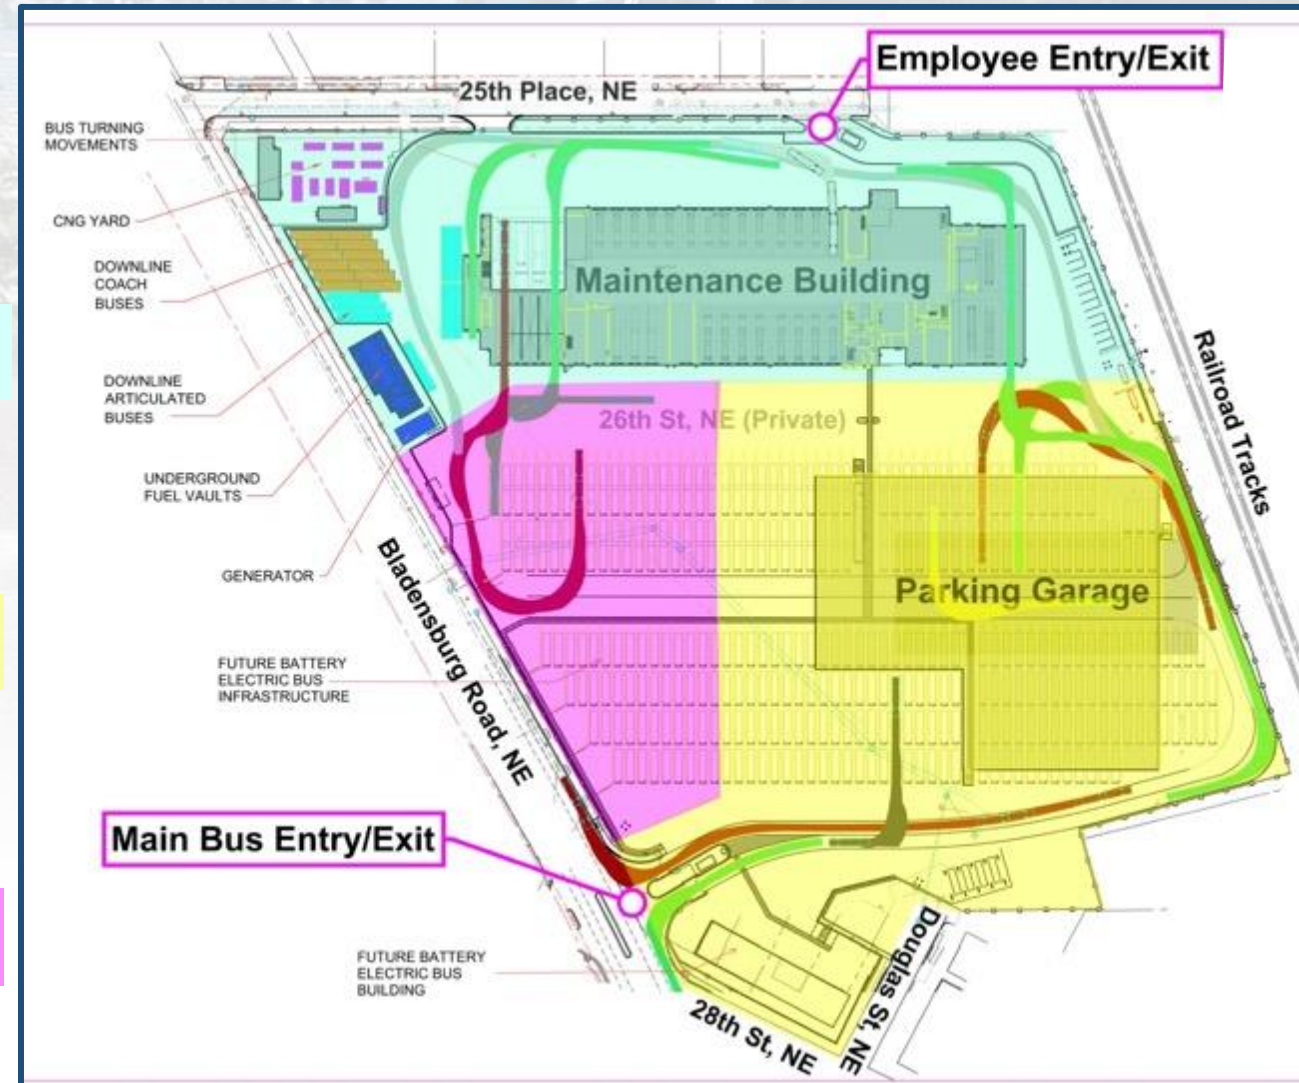 Employee Entry/Exit
25th Place, NE
BUS TURNING
MOVEMENTS
CNG YARD
DOWNLINE
COACH
BUSES
Maintenance Building
DOWNLINE
ARTICULATED
BUSES
Railroad Tracks
26th St, NE (Private)
UNDERGROUND
FUEL VAULTS
GENERATOR
Bladensburg Road, NE
Parking Garage
FUTURE BATTERY
ELECTRIC BUS
INFRASTRUCTURE
Main Bus Entry/Exit
FUTURE BATTERY
ELECTRIC BUS
BUILDING
Douglas St, NE
28th St, NE